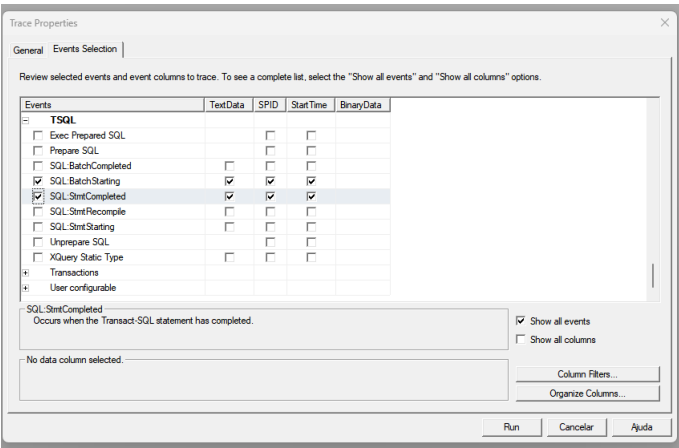 Trace Properties
General Events Selection
Review selected events and event columns to trace. To see a complete list, select the "Show all events" and "Show all columns" options.
Events TextData SPID StartTime BinaryData
TSQL
Exec Prepared SQL
Prepare SQL
SQL:BatchCompleted
SQL:BatchStarting
SQL:StmtCompleted
SQL:StmtRecompile
SQL:StmtStarting
Unprepare SQL
XQuery Static Type
Transactions
User configurable
SQL:StmtCompleted
Occurs when the Transact-SQL statement has completed.
Show all events
Show all columns
No data column selected.
Column Filters...
Organize Columns...
Run Cancelar Ajuda